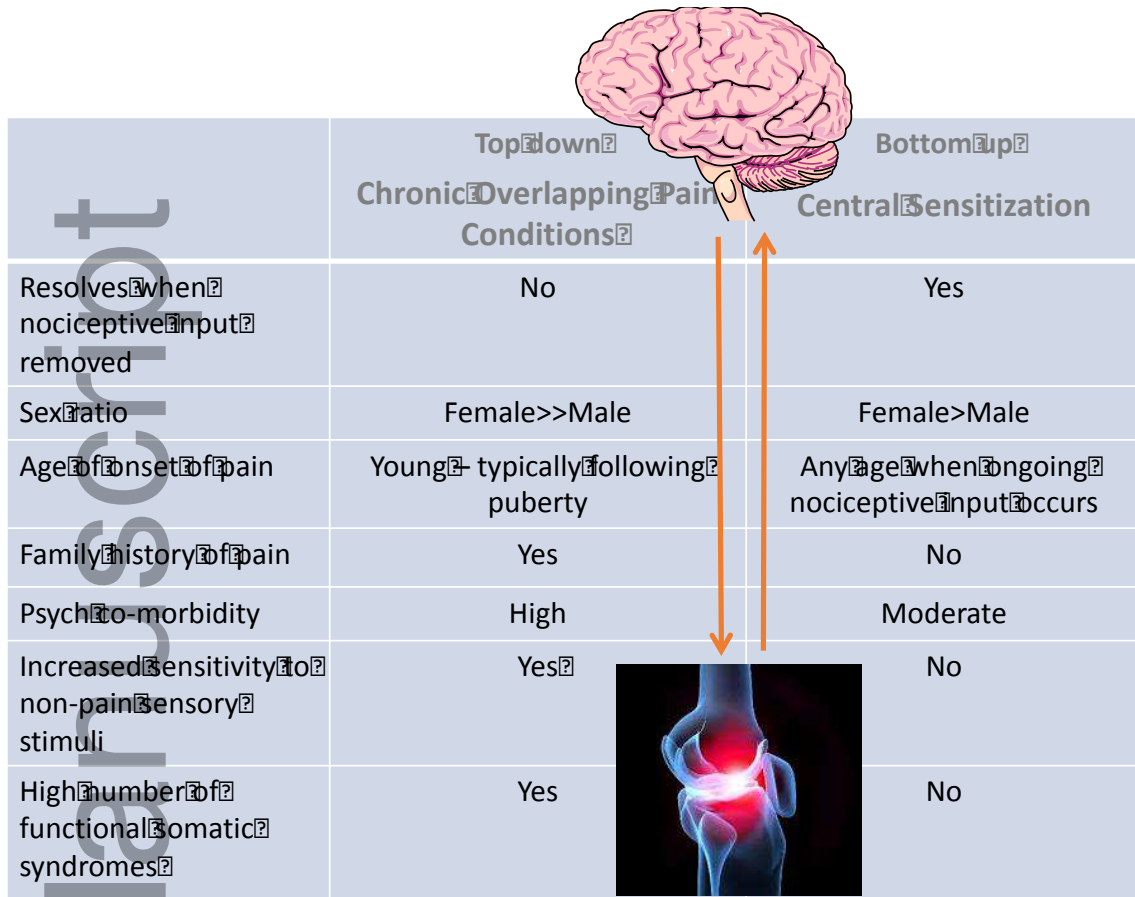 Top down
Bottom up
Chronic Overlapping Pain
Conditions
Central Sensitization
Resolves when
nociceptive input
removed
No
Yes
Sex ratio
Female>>Male
Female>Male
Age of onset of pain
Young – typically following
puberty
Any age when ongoing
nociceptive input occurs
Family history of pain
Yes
No
Psych co-morbidity
High
Moderate
Increased sensitivity to
non-pain sensory
stimuli
Yes
No
High number of
functional somatic
syndromes
Yes
No
anuscript